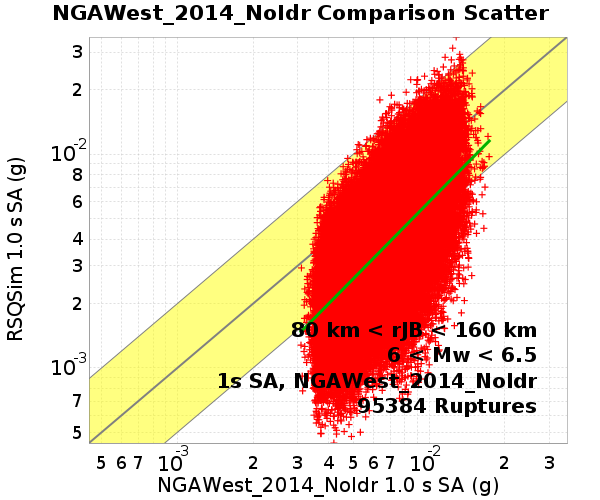 NGAWest_2014_NoIdr Comparison Scatter
RSQSim 1.0 s SA (g)
3
2
10-2
8
6
4
3
2
10-3
7
5
80 km < rJB < 160 km
6 < Mw < 6.5
1s SA, NGAWest_2014_NoIdr
95384 Ruptures
5 6 7 10-3 2 3 4 5 6 7 10-2 2 3
NGAWest_2014_NoIdr 1.0 s SA (g)